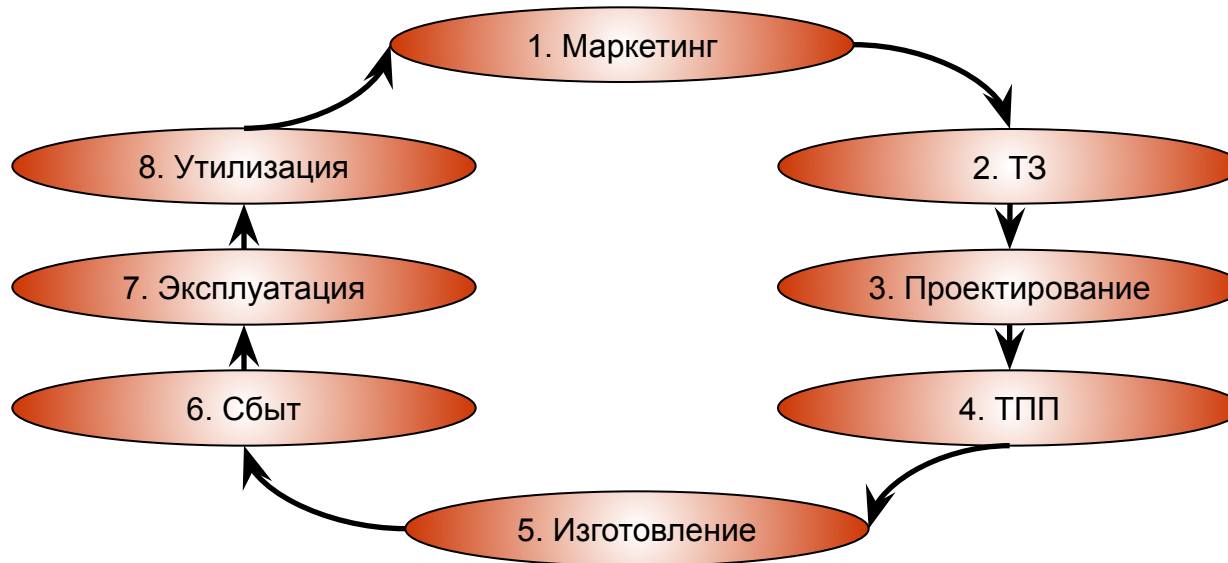 1. Маркетинг
2. ТЗ
3. Проектирование
4. ТПП
5. Изготовление
6. Сбыт
7. Эксплуатация
8. Утилизация